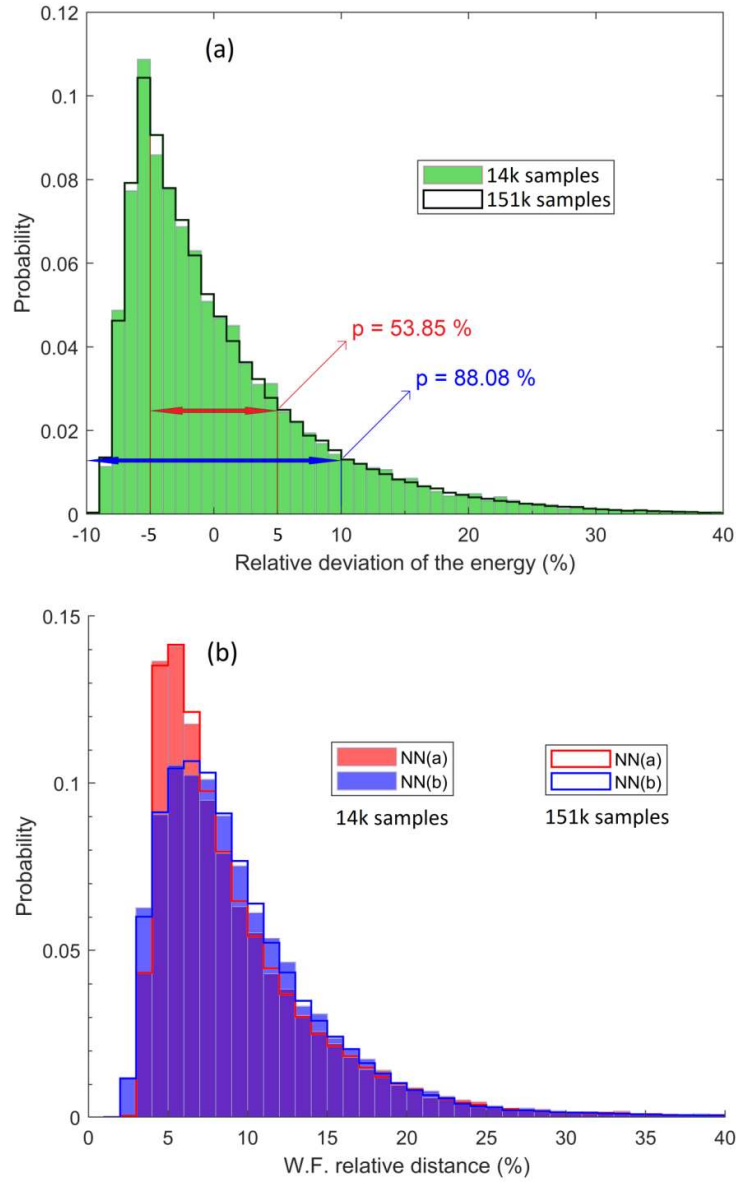 0.12
(a)
0.1
14k samples
151k samples
0.08
Probability
0.06
p = 53.85 %
0.04
p = 88.08 %
0.02
0
-10 -5 0 5 10 20 30 40
Relative deviation of the energy (%)
0.15
(b)
NN(a) NN(a)
NN(b) NN(b)
0.1
14k samples 151k samples
Probability
0.05
0
0 5 10 15 20 25 30 35 40
W.F. relative distance (%)